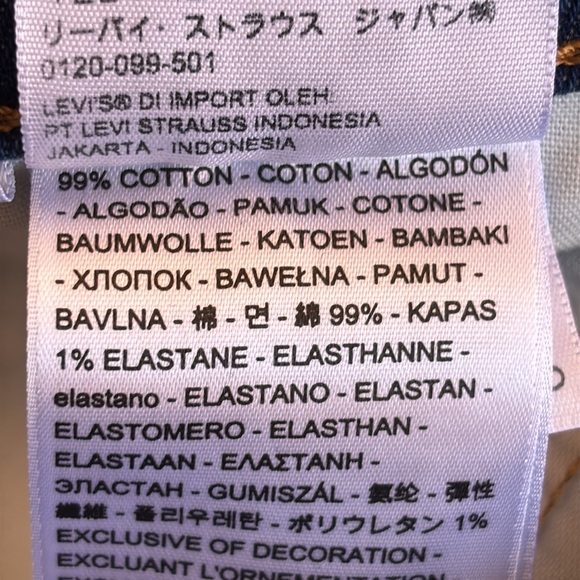 リーバイ・ストラウス ジャパン㈱
0120-099-501
LEVI'S® DI IMPORT OLEH:
PT LEVI STRAUSS INDONESIA
JAKARTA - INDONESIA
99% COTTON - COTON - ALGODÓN
- ALGODÃO - PAMUK - COTONE -
BAUMWOLLE - KATOEN - BAMBAKI
- ХЛОПОК - BAWEŁNA - PAMUT -
BAVLNA - 棉 - 면 - 綿 99% - KAPAS
1% ELASTANE - ELASTHANNE -
elastano - ELASTANO - ELASTAN -
ELASTOMERO - ELASTHAN -
ELASTAAN - ΕΛΑΣΤΑΝΗ -
ЭЛАСТАН - GUMISZÁL - 氨纶 - 彈性
纖維 - 폴리우레탄 - ポリウレタン 1%
EXCLUSIVE OF DECORATION -
EXCLUANT L'ORNEMENTATION